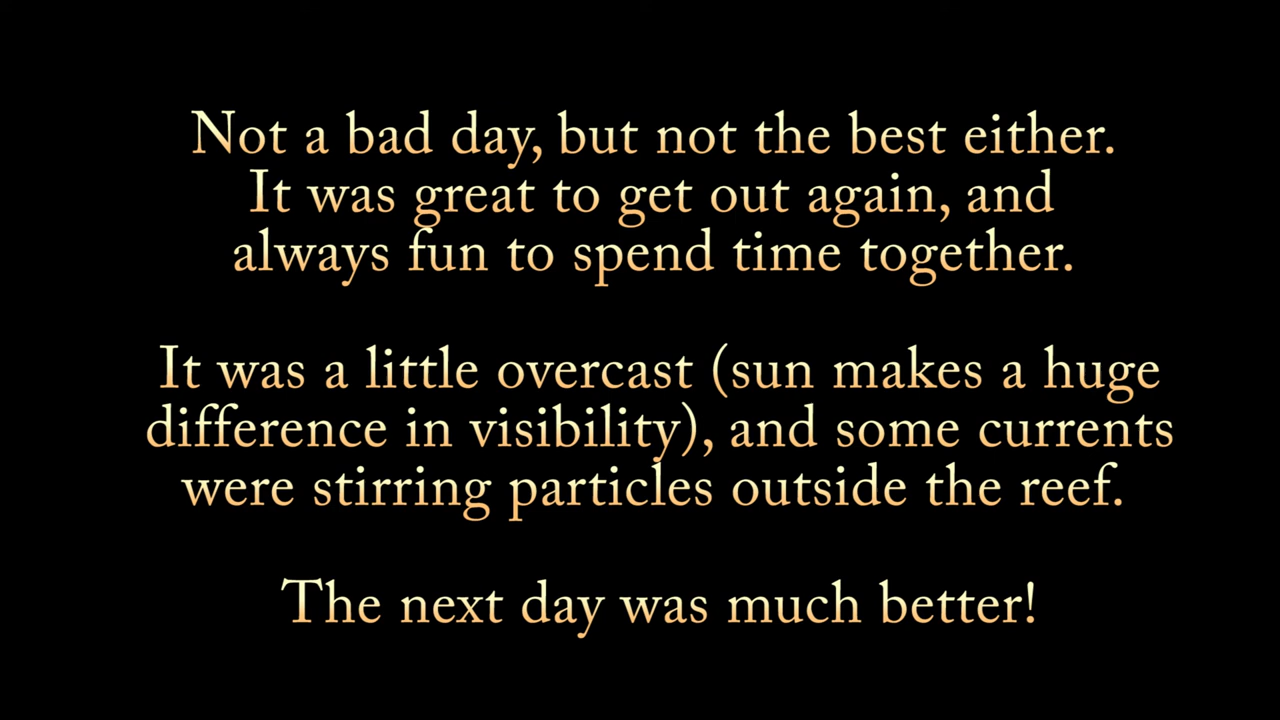 Not a bad day, but not the best either.
It was great to get out again, and
always fun to spend time together.
It was a little overcast (sun makes a huge
difference in visibility), and some currents
were stirring particles outside the reef.
The next day was much better!